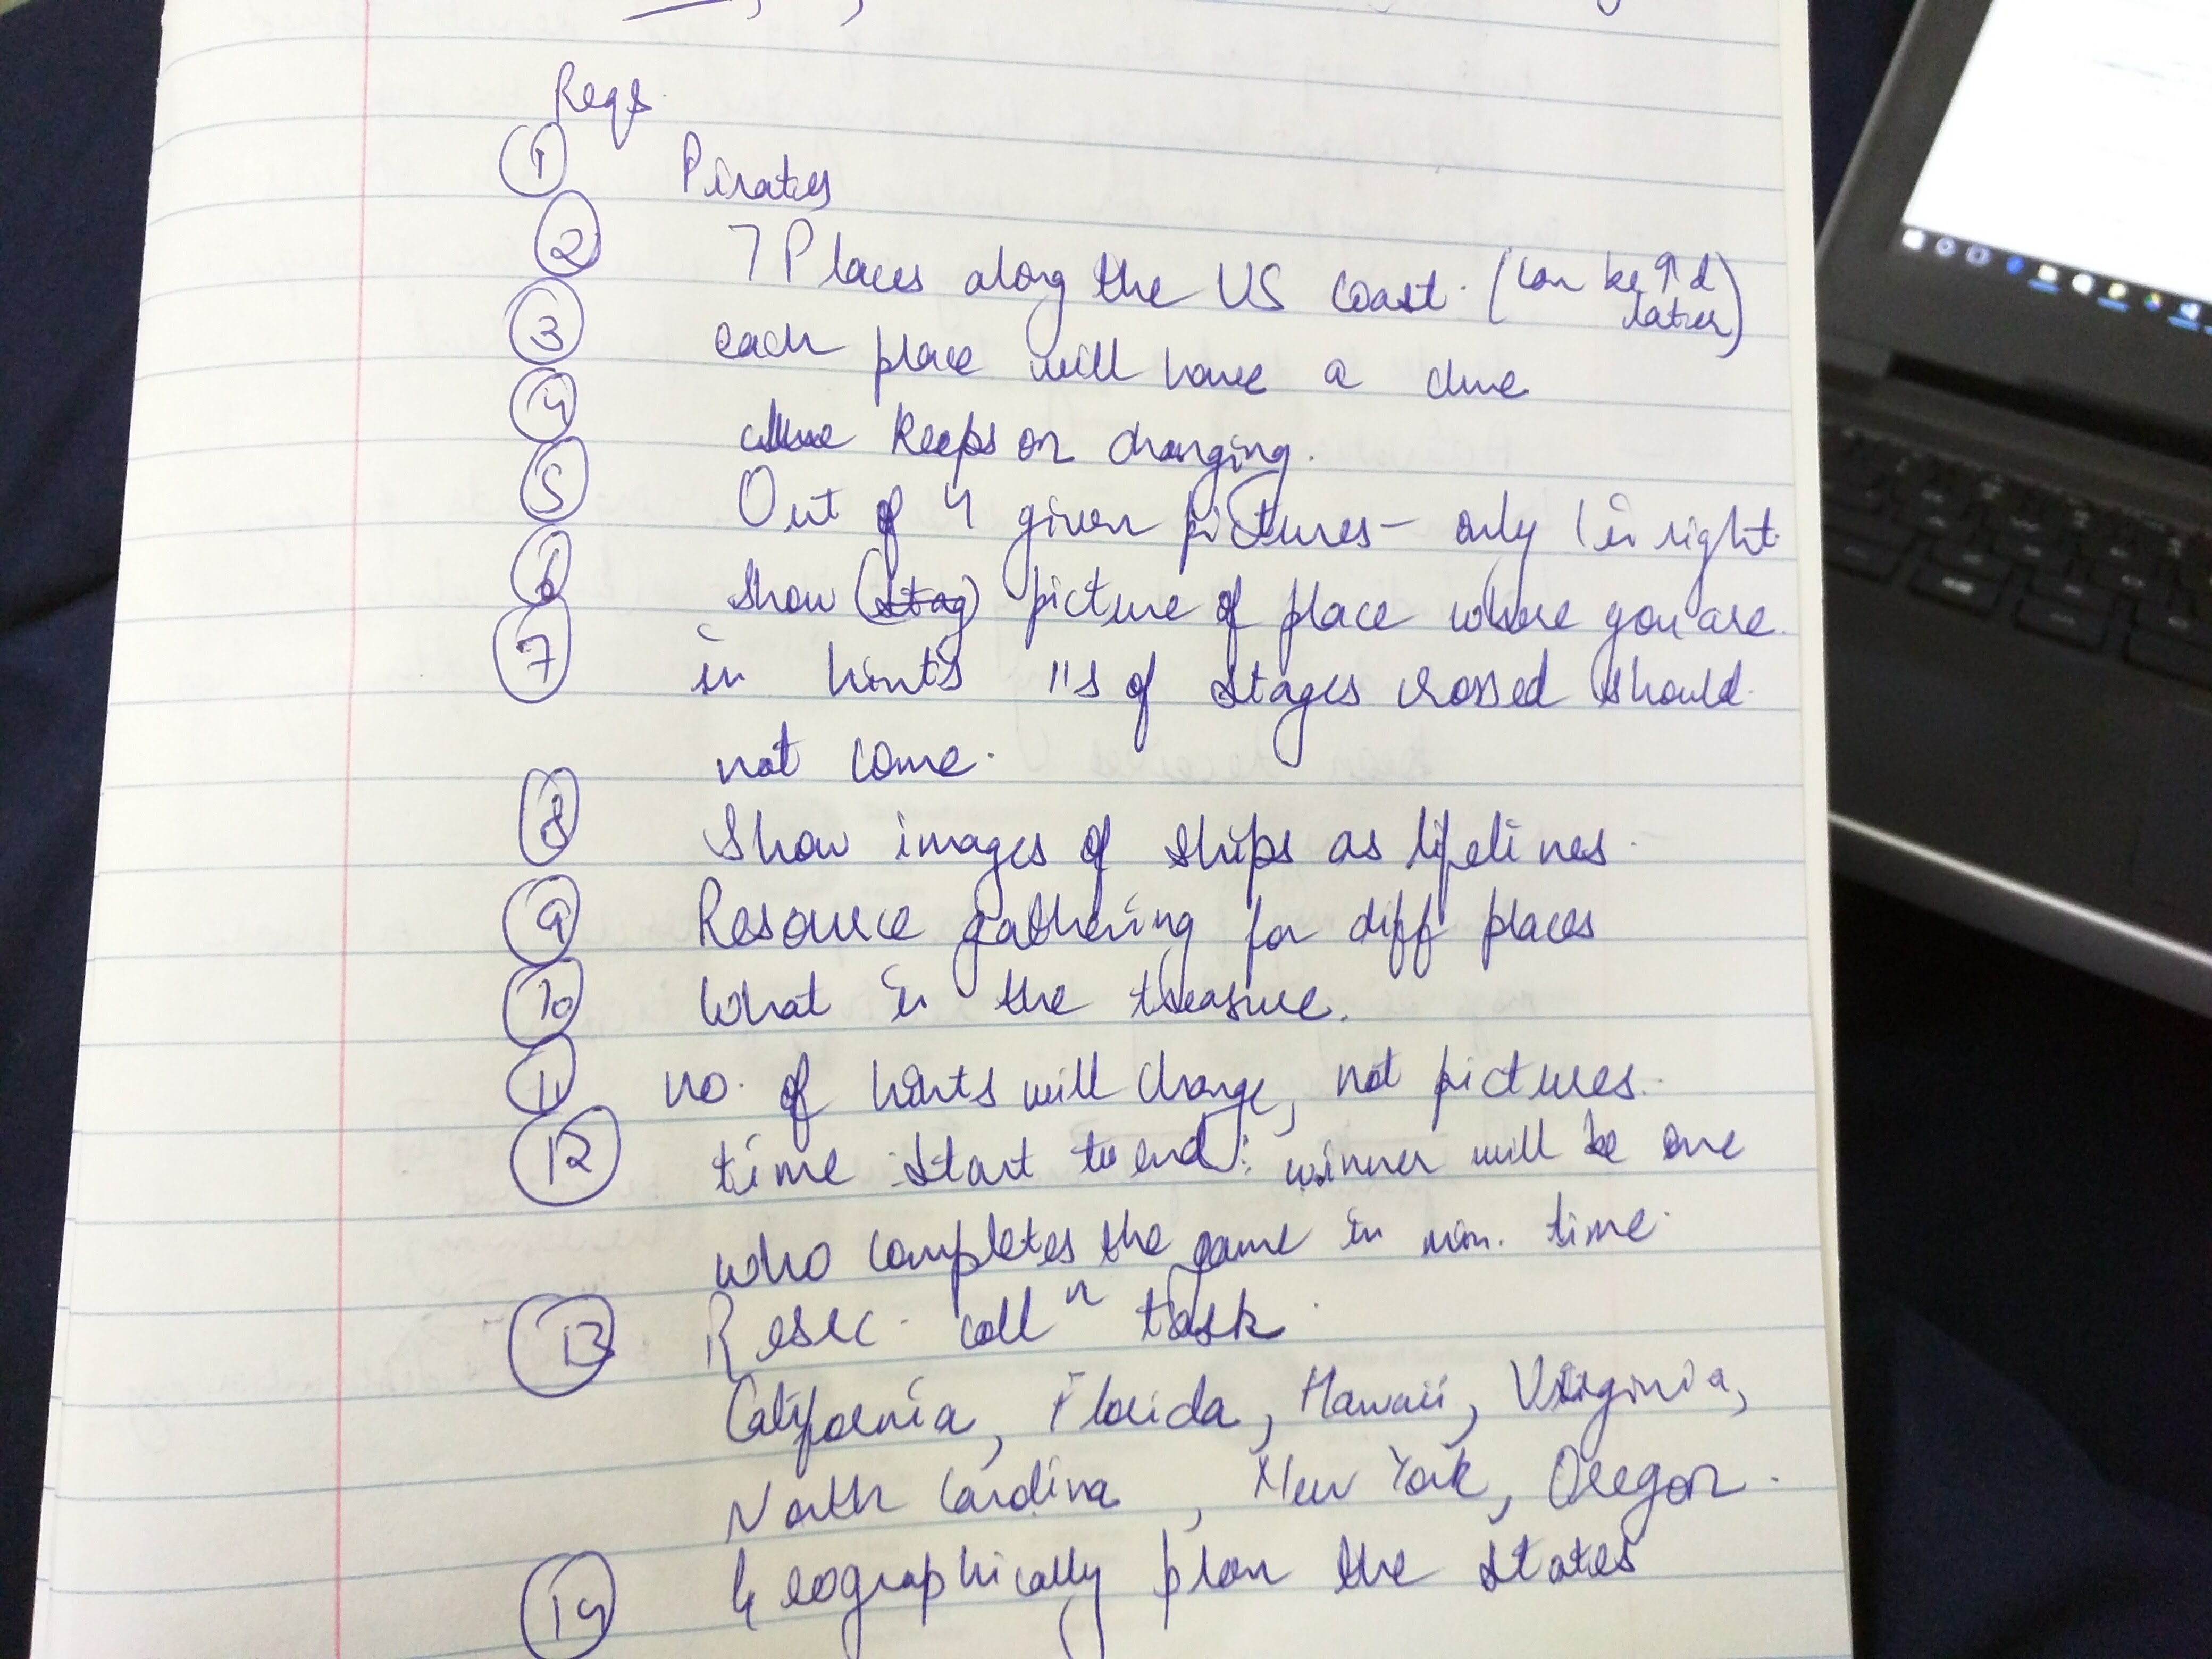 Reqs.
① Pirates
② 7 Places along the US coast. (can be ↑d later)
③ each place will have a clue
④ clue keeps on changing.
⑤ Out of 4 given pictures - only 1 is right.
⑥ show (stag) picture of place where you are.
⑦ in hints "s of stages crossed should
not come.
⑧ Show images of ships as lifelines.
⑨ Resource gathering for diff places
⑩ What is the treasure.
⑪ no. of hints will change, not pictures.
⑫ time start to end: winner will be one
who completes the game in min. time.
⑬ Resrc. collⁿ task.
California, Florida, Hawaii, Virginia,
North Carolina, New York, Oregon.
⑭ Geographically plan the states